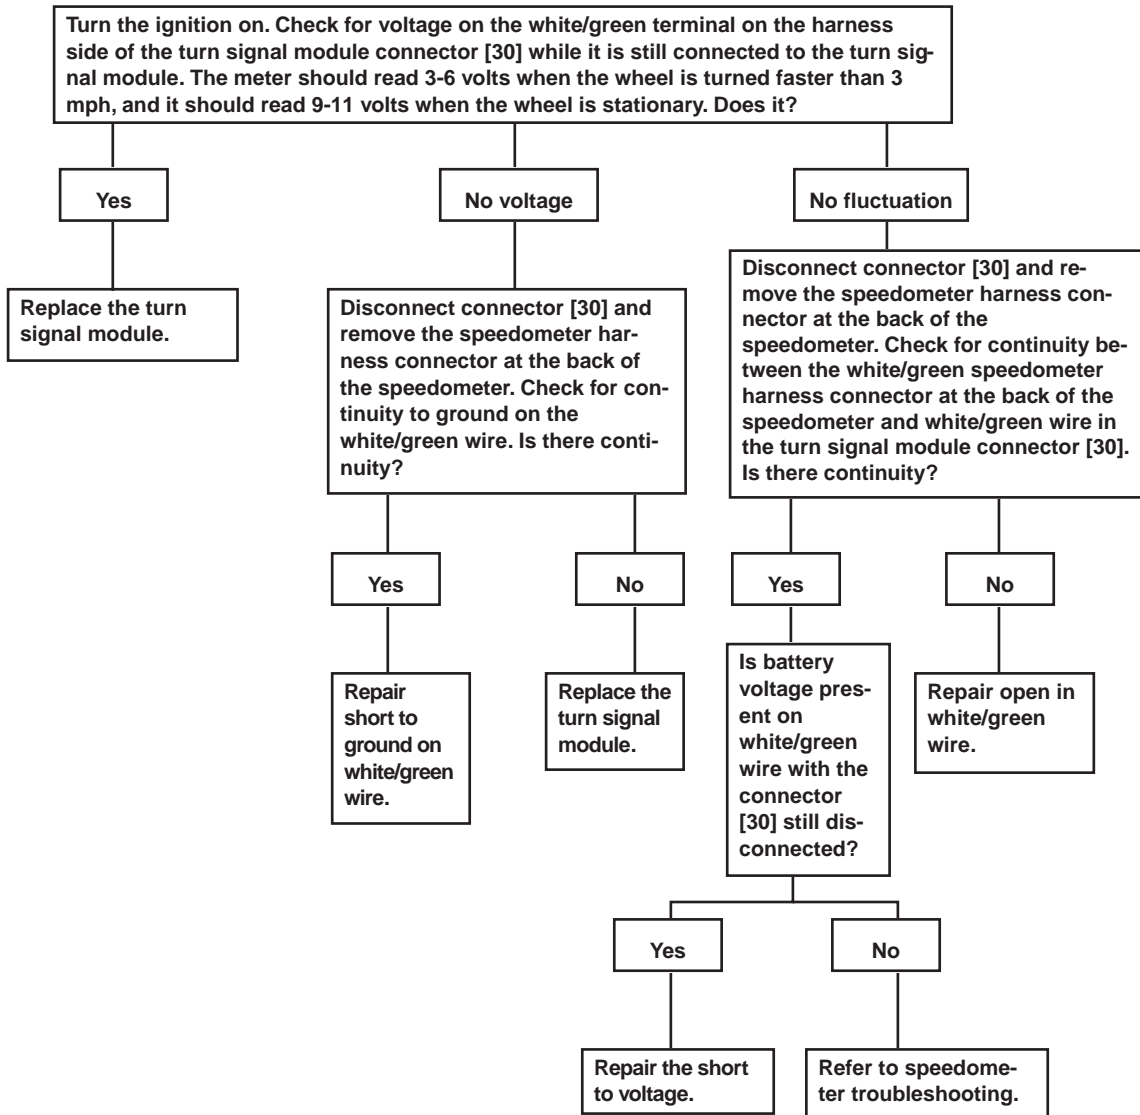 Turn the ignition on. Check for voltage on the white/green terminal on the harness
side of the turn signal module connector [30] while it is still connected to the turn sig-
nal module. The meter should read 3-6 volts when the wheel is turned faster than 3
mph, and it should read 9-11 volts when the wheel is stationary. Does it?
Yes
No voltage
No fluctuation
Replace the turn
signal module.
Disconnect connector [30] and
remove the speedometer har-
ness connector at the back of
the speedometer. Check for con-
tinuity to ground on the
white/green wire. Is there conti-
nuity?
Disconnect connector [30] and re-
move the speedometer harness con-
nector at the back of the
speedometer. Check for continuity be-
tween the white/green speedometer
harness connector at the back of the
speedometer and white/green wire in
the turn signal module connector [30].
Is there continuity?
Yes
No
Yes
No
Repair
short to
ground on
white/green
wire.
Replace the
turn signal
module.
Is battery
voltage pres-
ent on
white/green
wire with the
connector
[30] still dis-
connected?
Repair open in
white/green
wire.
Yes
No
Repair the short
to voltage.
Refer to speedome-
ter troubleshooting.